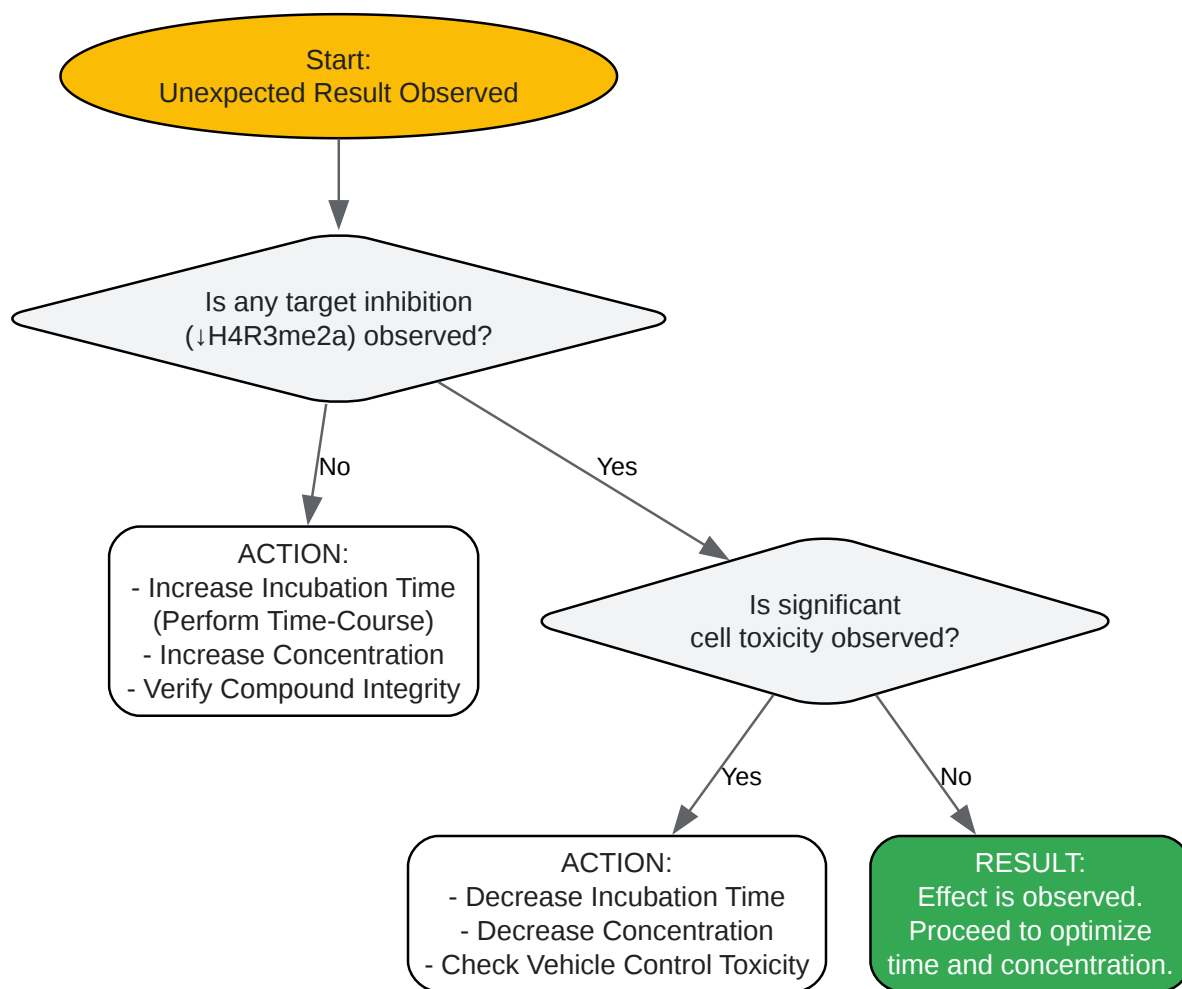 Start:
Unexpected Result Observed
Is any target inhibition
(↓H4R3me2a) observed?
No
Yes
ACTION:
- Increase Incubation Time
(Perform Time-Course)
- Increase Concentration
- Verify Compound Integrity
Is significant
cell toxicity observed?
Yes
No
ACTION:
- Decrease Incubation Time
- Decrease Concentration
- Check Vehicle Control Toxicity
RESULT:
Effect is observed.
Proceed to optimize
time and concentration.